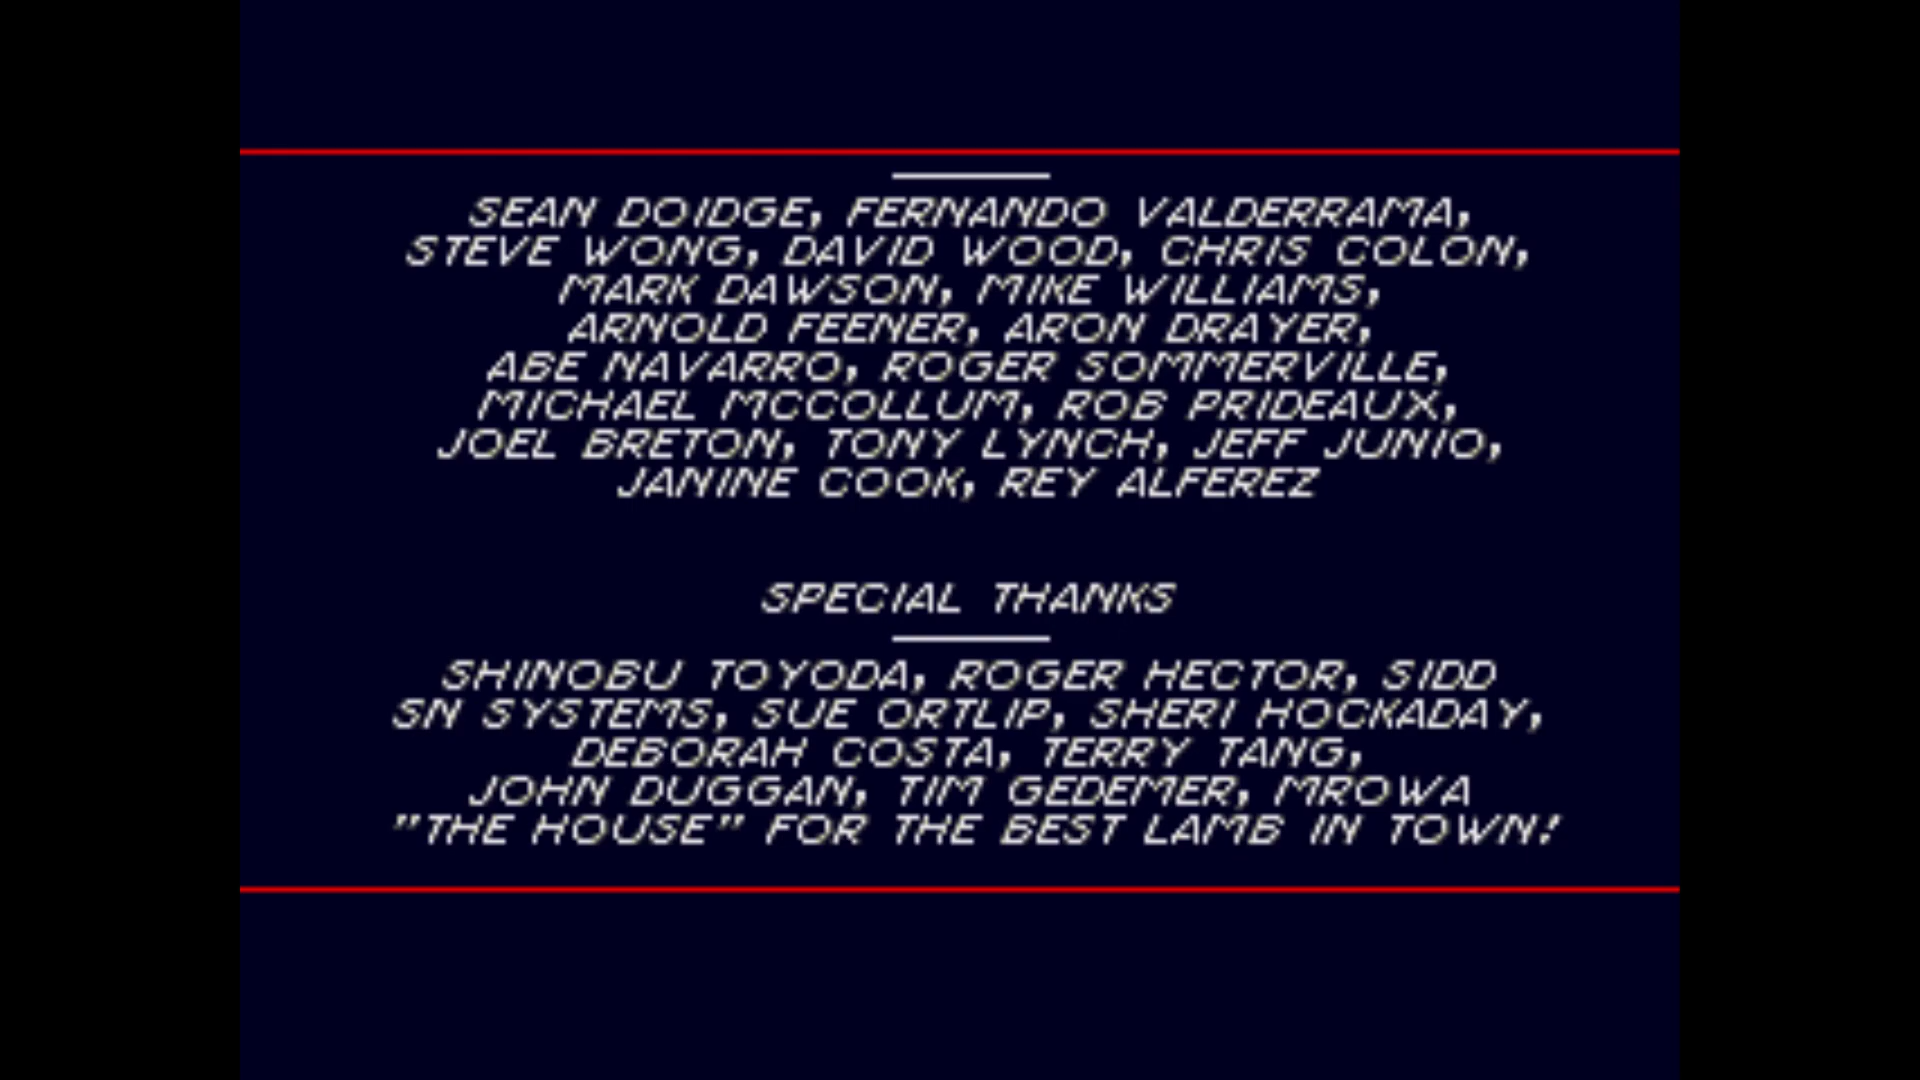 SEAN DOIDGE, FERNANDO VALDERRAMA,
STEVE WONG, DAVID WOOD, CHRIS COLON,
MARK DAWSON, MIKE WILLIAMS,
ARNOLD FEENER, ARON DRAYER,
ABE NAVARRO, ROGER SOMMERVILLE,
MICHAEL MCCOLLUM, ROB PRIDEAUX,
JOEL BRETON, TONY LYNCH, JEFF JUNIO,
JANINE COOK, REY ALFEREZ
SPECIAL THANKS
SHINOBU TOYODA, ROGER HECTOR, SIDD
SN SYSTEMS, SUE ORTLIP, SHERI HOCKADAY,
DEBORAH COSTA, TERRY TANG,
JOHN DUGGAN, TIM GEDEMER, MROWA
"THE HOUSE" FOR THE BEST LAMB IN TOWN!